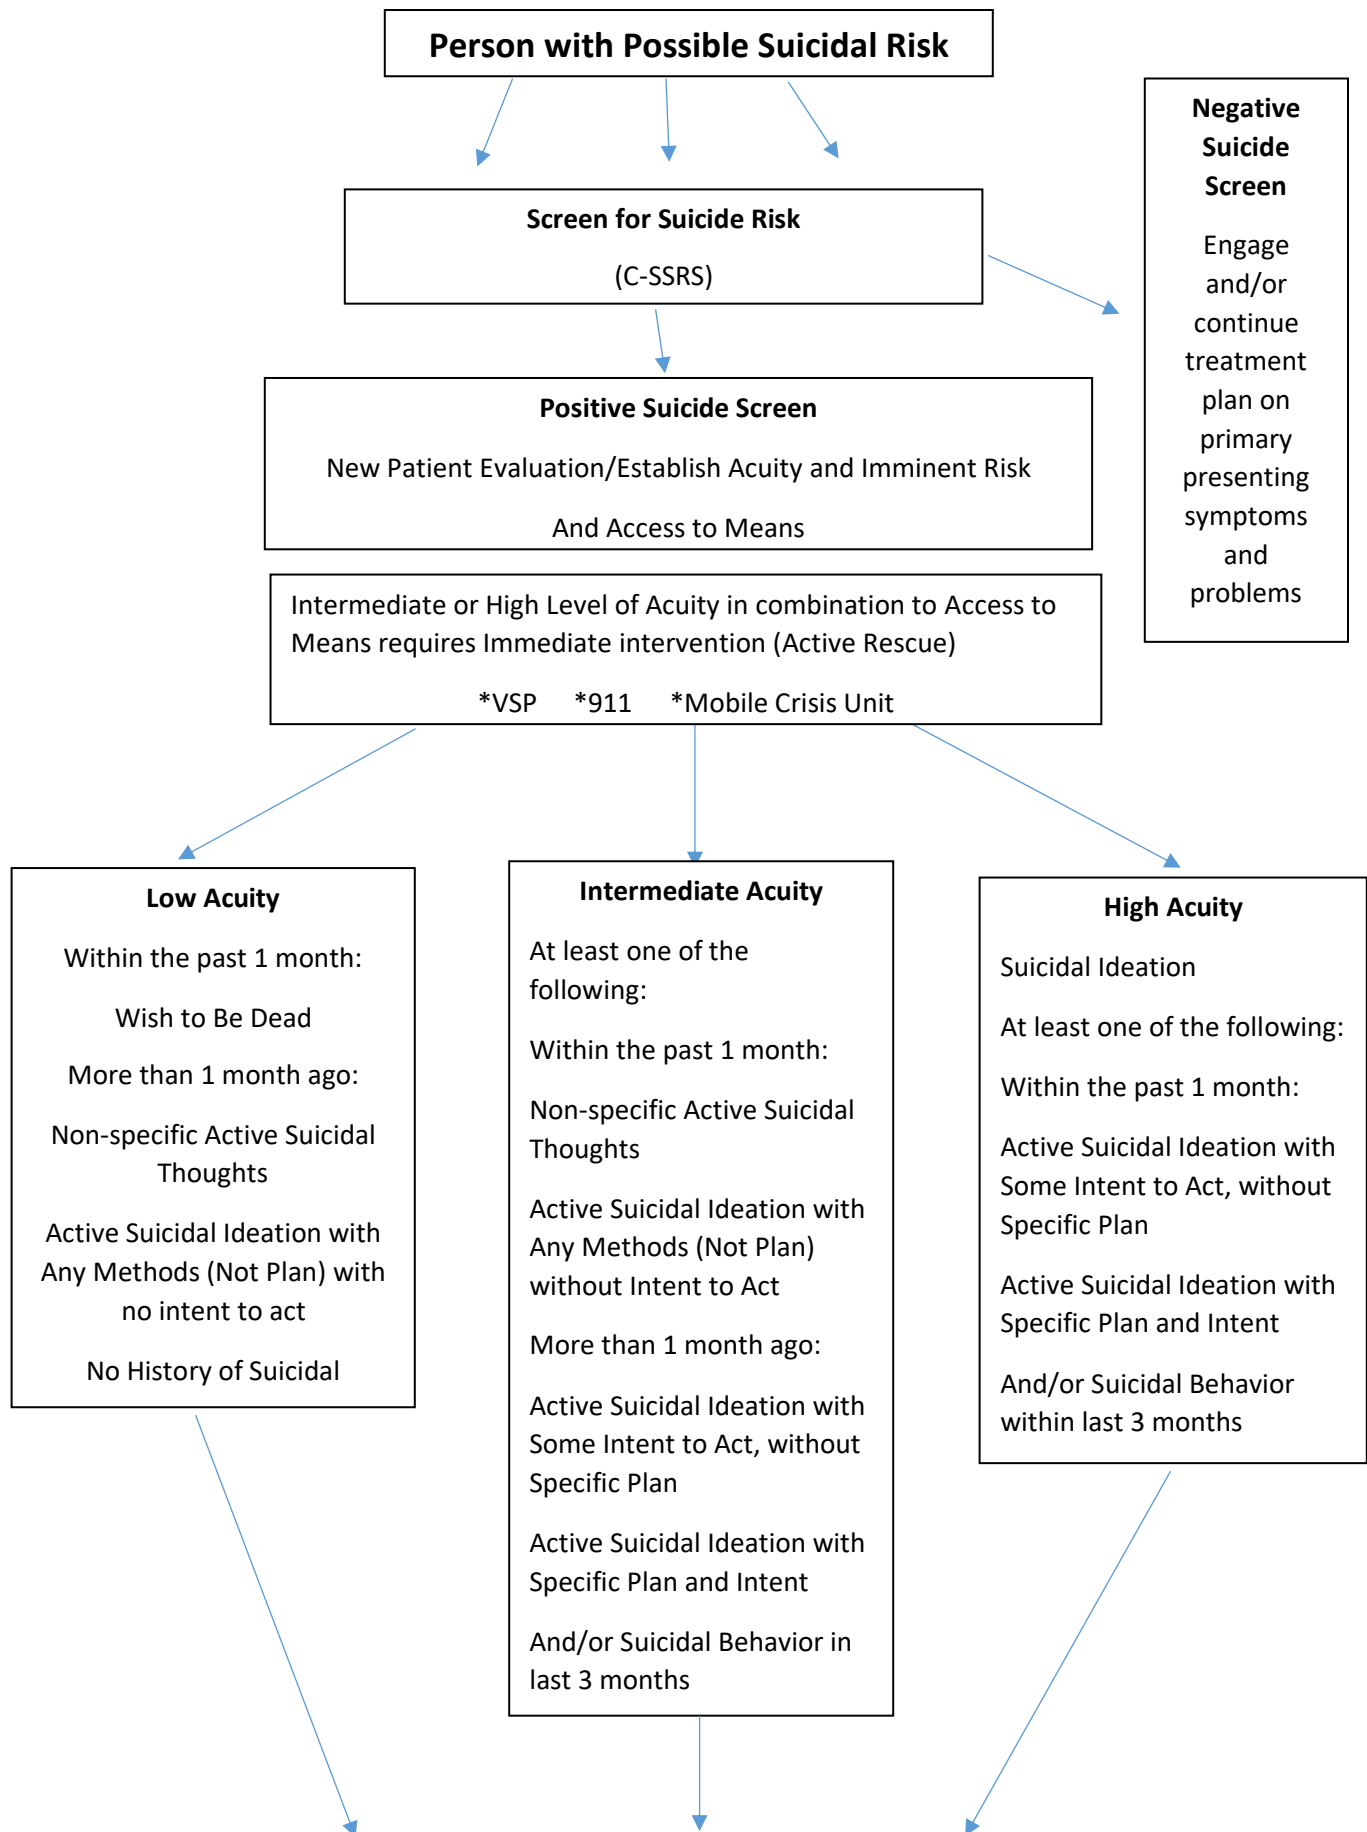 Person with Possible Suicidal Risk
Negative
Suicide
Screen
Engage
and/or
continue
treatment
plan on
primary
presenting
symptoms
and
problems
Screen for Suicide Risk
(C-SSRS)
Positive Suicide Screen
New Patient Evaluation/Establish Acuity and Imminent Risk
And Access to Means
Intermediate or High Level of Acuity in combination to Access to
Means requires Immediate intervention (Active Rescue)
*VSP *911 *Mobile Crisis Unit
Low Acuity
Within the past 1 month:
Wish to Be Dead
More than 1 month ago:
Non-specific Active Suicidal
Thoughts
Active Suicidal Ideation with
Any Methods (Not Plan) with
no intent to act
No History of Suicidal
Intermediate Acuity
At least one of the
following:
Within the past 1 month:
Non-specific Active Suicidal
Thoughts
Active Suicidal Ideation with
Any Methods (Not Plan)
without Intent to Act
More than 1 month ago:
Active Suicidal Ideation with
Some Intent to Act, without
Specific Plan
Active Suicidal Ideation with
Specific Plan and Intent
And/or Suicidal Behavior in
last 3 months
High Acuity
Suicidal Ideation
At least one of the following:
Within the past 1 month:
Active Suicidal Ideation with
Some Intent to Act, without
Specific Plan
Active Suicidal Ideation with
Specific Plan and Intent
And/or Suicidal Behavior
within last 3 months